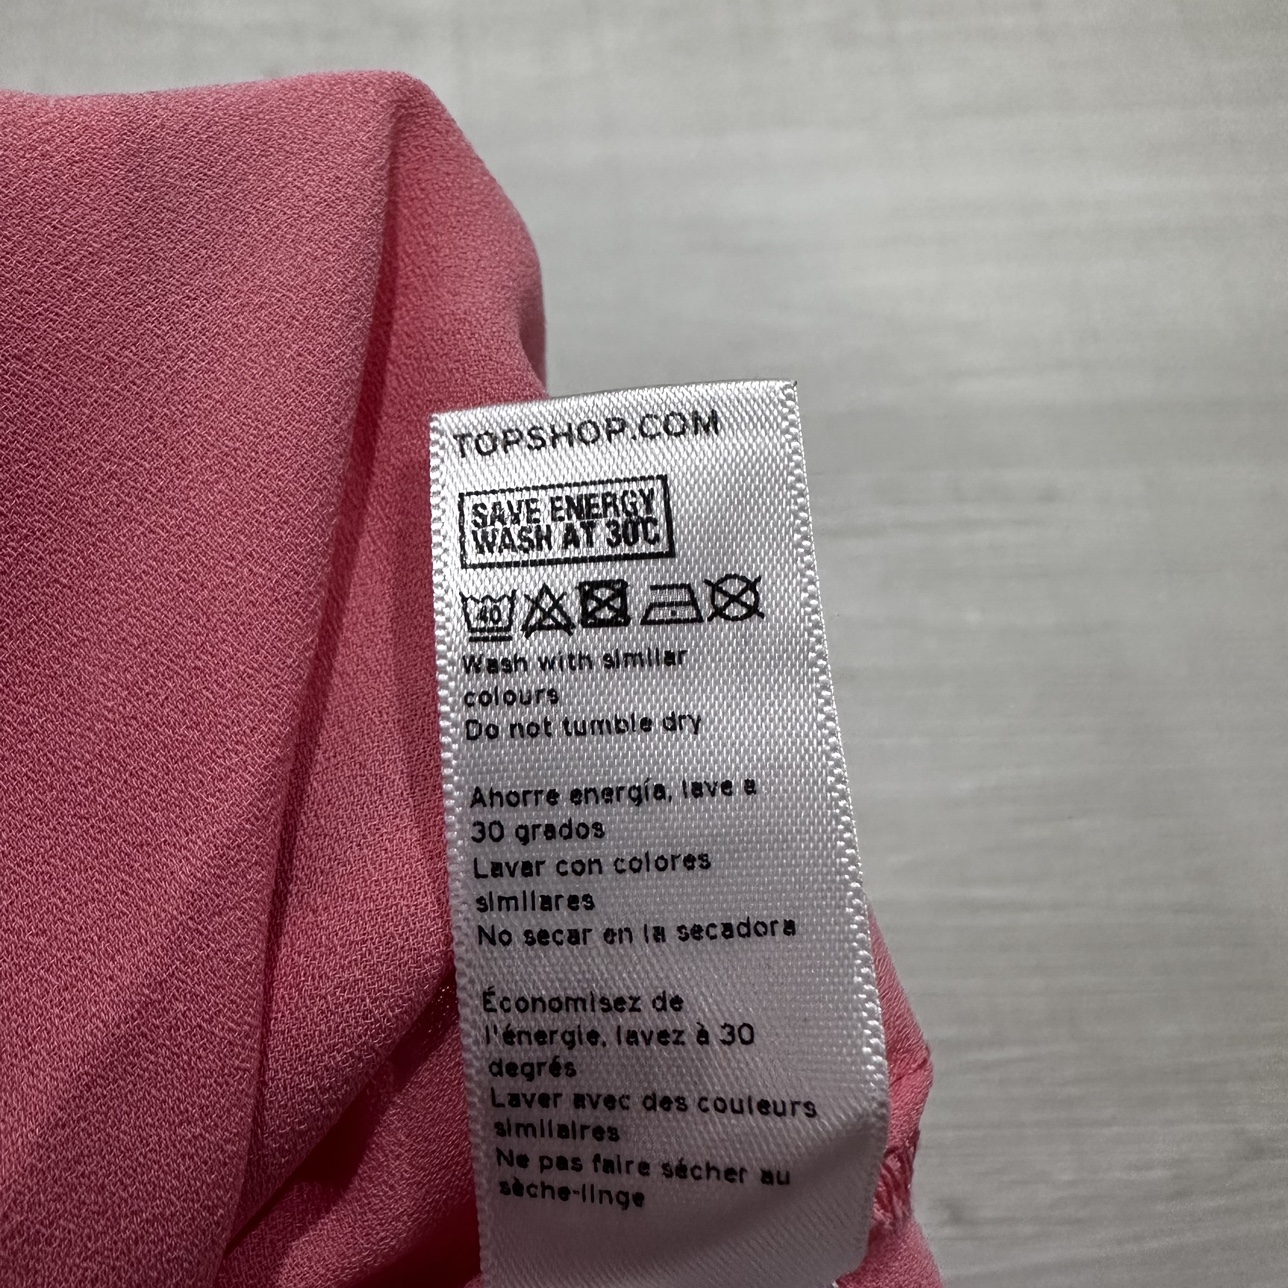 TOPSHOP.COM
SAVE ENERGY
WASH AT 30°C
40
Wash with similar
colours
Do not tumble dry
Ahorre energía, lave a
30 grados
Lavar con colores
similares
No secar en la secadora
Économisez de
l'énergie, lavez à 30
degrés
Laver avec des couleurs
similaires
Ne pas faire sécher au
sèche-linge